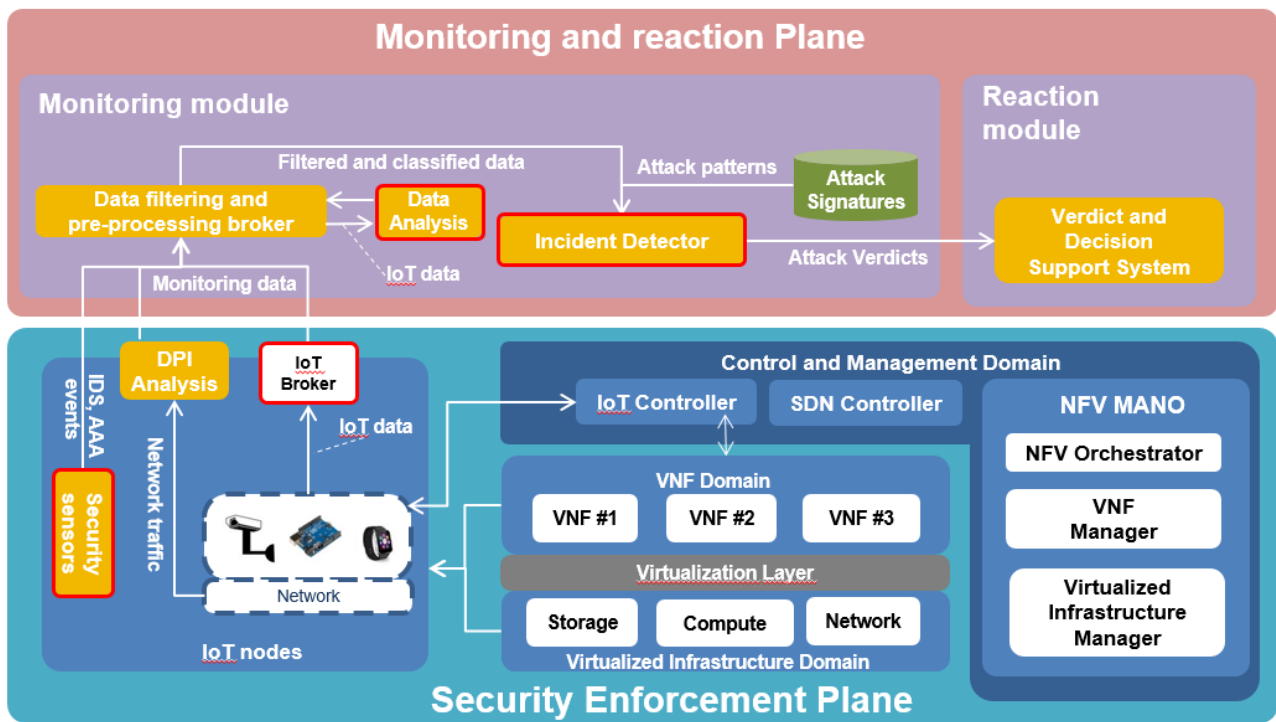 Monitoring and reaction Plane
Monitoring module
Reaction
module
Filtered and classified data
Attack patterns
Attack
Signatures
Data filtering and
pre-processing broker
Data
Analysis
Incident Detector
Verdict and
Decision
Support System
Attack Verdicts
IoT data
Monitoring data
DPI
Analysis
IoT
Broker
IDS, AAA
events
IoT data
Network traffic
Security
sensors
Network
IoT nodes
Control and Management Domain
IoT Controller
SDN Controller
NFV MANO
NFV Orchestrator
VNF
Manager
Virtualized
Infrastructure
Manager
VNF Domain
VNF #1
VNF #2
VNF #3
Virtualization Layer
Storage
Compute
Network
Virtualized Infrastructure Domain
Security Enforcement Plane